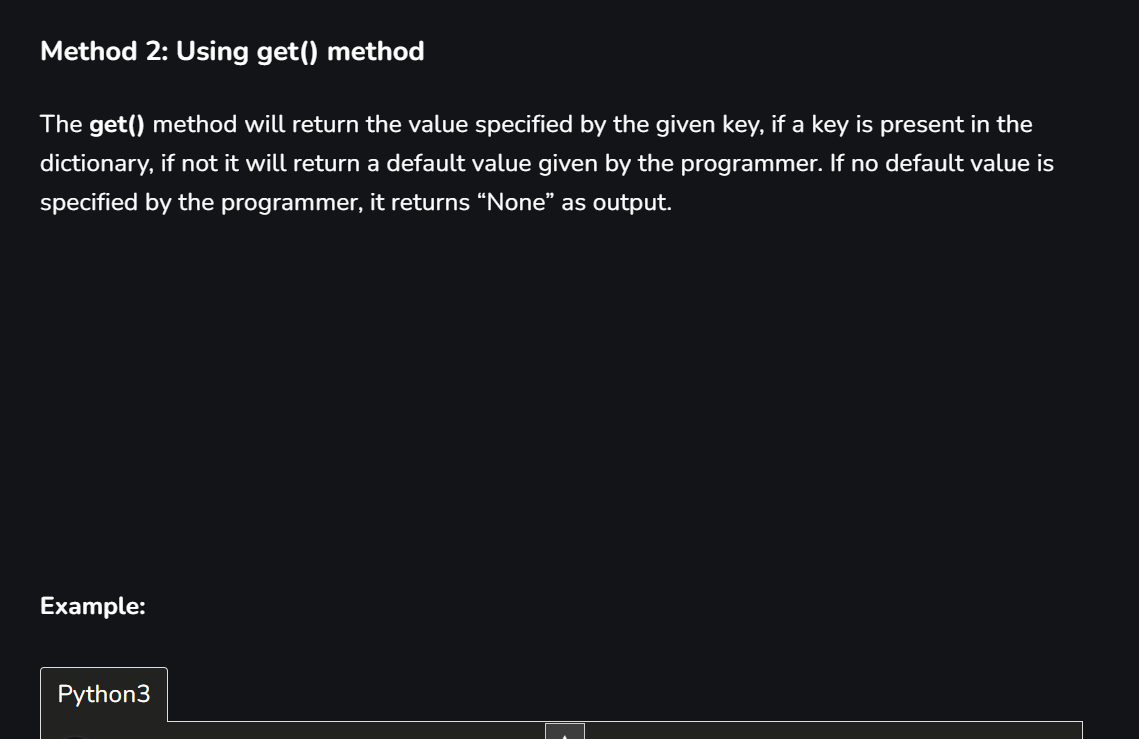 Method 2: Using get() method
The get() method will return the value specified by the given key, if a key is present in the
dictionary, if not it will return a default value given by the programmer. If no default value is
specified by the programmer, it returns “None” as output.
Example:
Python3